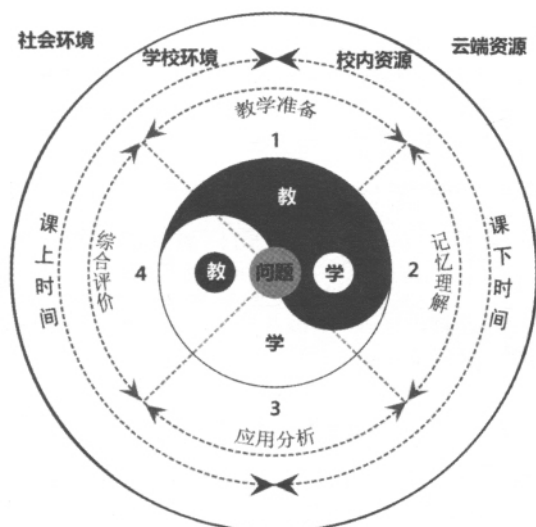 社会环境
云端资源
学校环境
校内资源
教学准备
1
教
课上时间
综合评价
4
教
问题
学
2
记忆理解
课下时间
学
3
应用分析